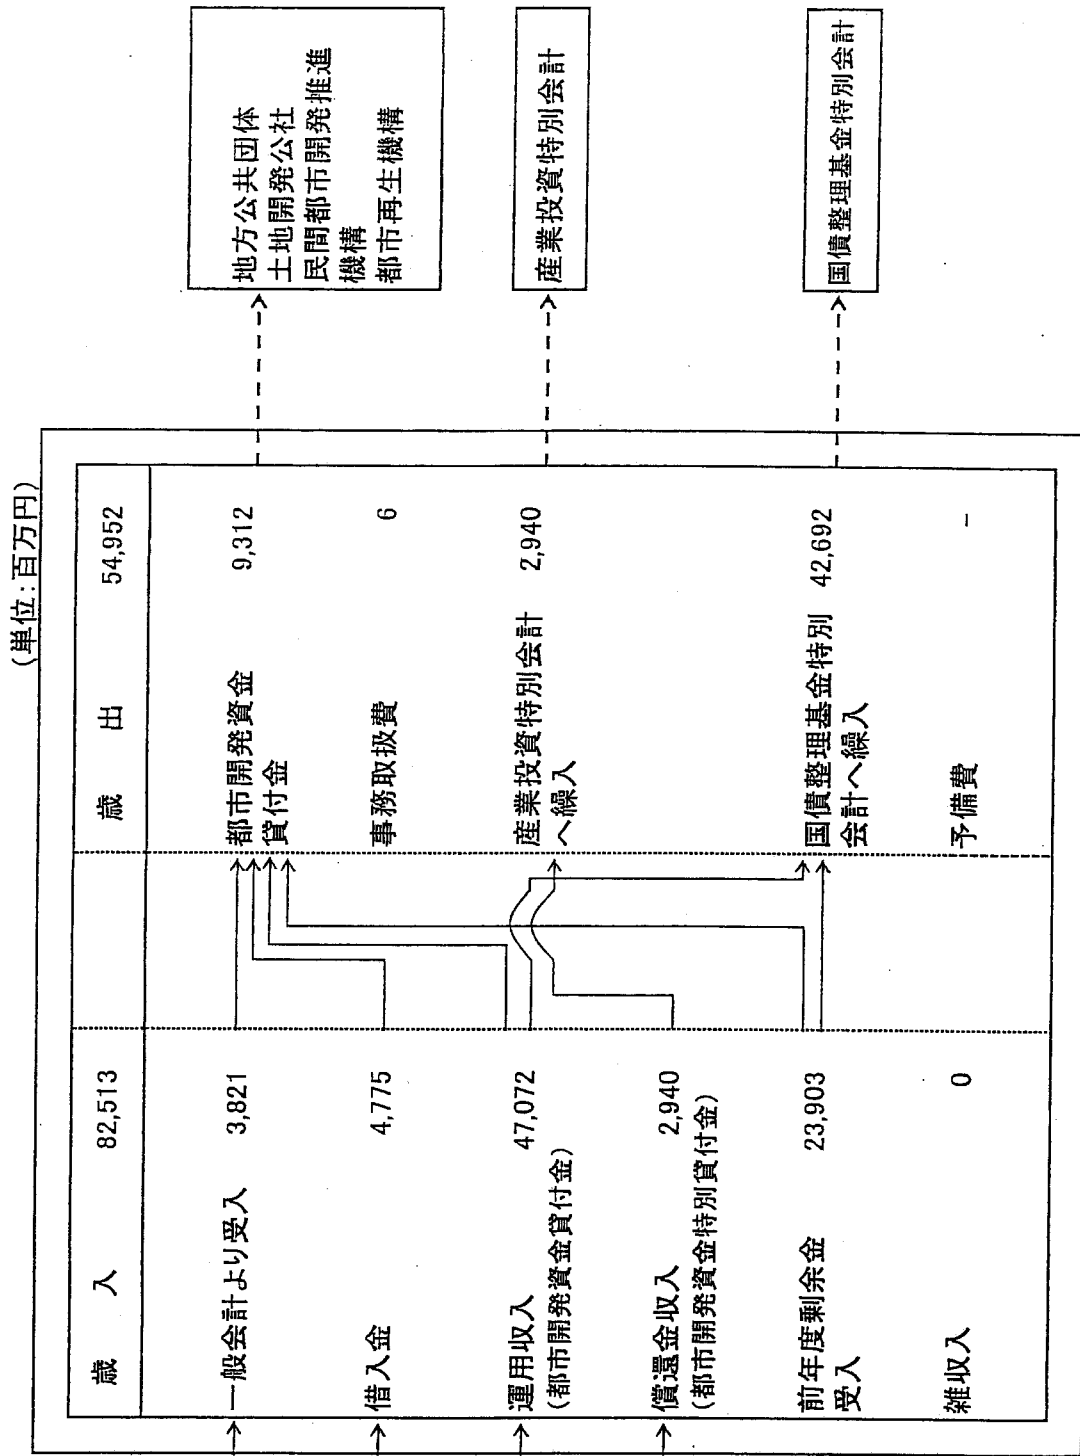 (単位:百万円)
歳　入　82,513
一般会計より受入　3,821
借入金　4,775
運用収入　47,072
(都市開発資金貸付金)
償還金収入　2,940
(都市開発資金特別貸付金)
前年度剰余金　23,903
受入
雑収入　0
歳　出　54,952
都市開発資金　9,312
貸付金
事務取扱費　6
産業投資特別会計　2,940
へ繰入
国債整理基金特別　42,692
会計へ繰入
予備費　−
地方公共団体
土地開発公社
民間都市開発推進
機構
都市再生機構
産業投資特別会計
国債整理基金特別会計